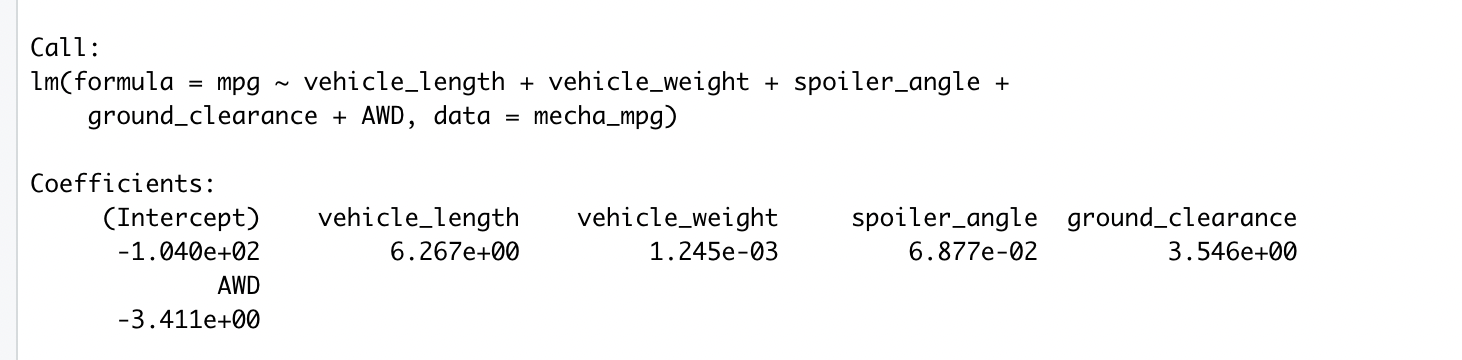 Call:
lm(formula = mpg ~ vehicle_length + vehicle_weight + spoiler_angle +
    ground_clearance + AWD, data = mecha_mpg)
Coefficients:
     (Intercept)    vehicle_length    vehicle_weight     spoiler_angle  ground_clearance
      -1.040e+02         6.267e+00         1.245e-03         6.877e-02         3.546e+00
             AWD
      -3.411e+00